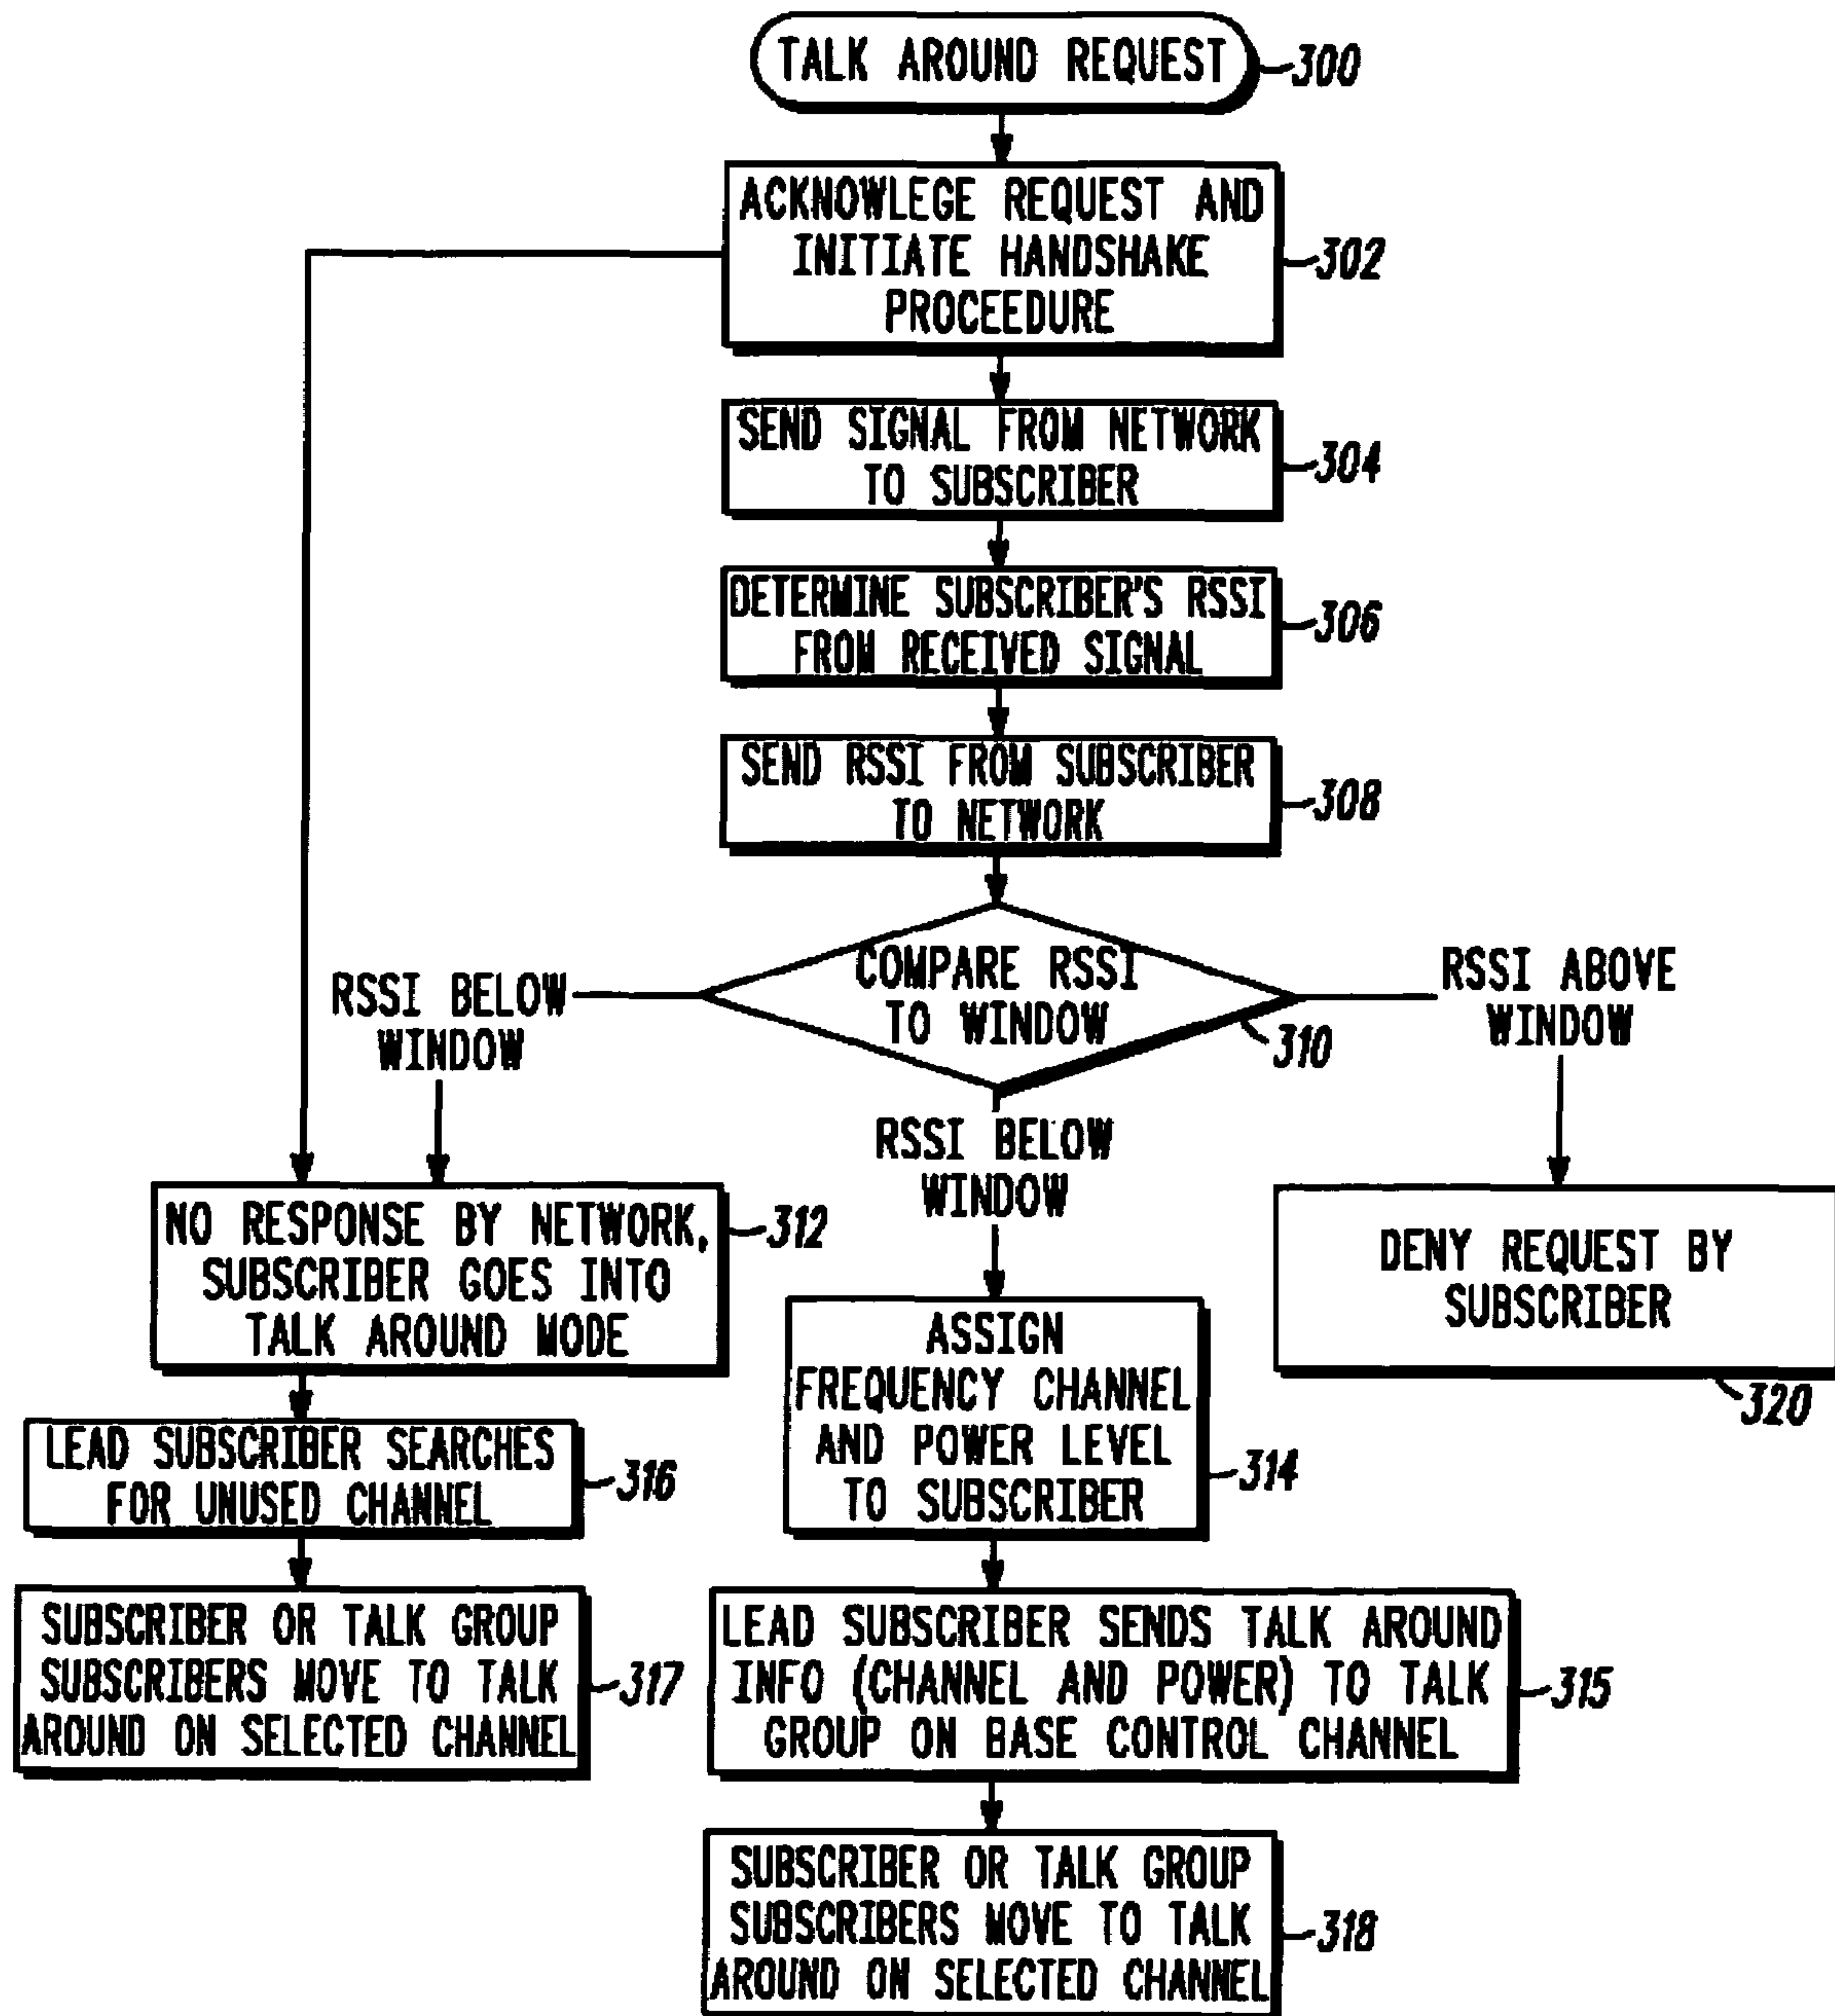 TALK AROUND REQUEST
300
ACKNOWLEGE REQUEST AND
INITIATE HANDSHAKE
PROCEEDURE
302
SEND SIGNAL FROM NETWORK
TO SUBSCRIBER
304
DETERMINE SUBSCRIBER'S RSSI
FROM RECEIVED SIGNAL
306
SEND RSSI FROM SUBSCRIBER
TO NETWORK
308
COMPARE RSSI
TO WINDOW
310
RSSI BELOW
WINDOW
RSSI BELOW
WINDOW
RSSI ABOVE
WINDOW
NO RESPONSE BY NETWORK,
SUBSCRIBER GOES INTO
TALK AROUND MODE
312
ASSIGN
FREQUENCY CHANNEL
AND POWER LEVEL
TO SUBSCRIBER
314
DENY REQUEST BY
SUBSCRIBER
320
LEAD SUBSCRIBER SEARCHES
FOR UNUSED CHANNEL
316
SUBSCRIBER OR TALK GROUP
SUBSCRIBERS MOVE TO TALK
AROUND ON SELECTED CHANNEL
317
LEAD SUBSCRIBER SENDS TALK AROUND
INFO (CHANNEL AND POWER) TO TALK
GROUP ON BASE CONTROL CHANNEL
315
SUBSCRIBER OR TALK GROUP
SUBSCRIBERS MOVE TO TALK
AROUND ON SELECTED CHANNEL
318